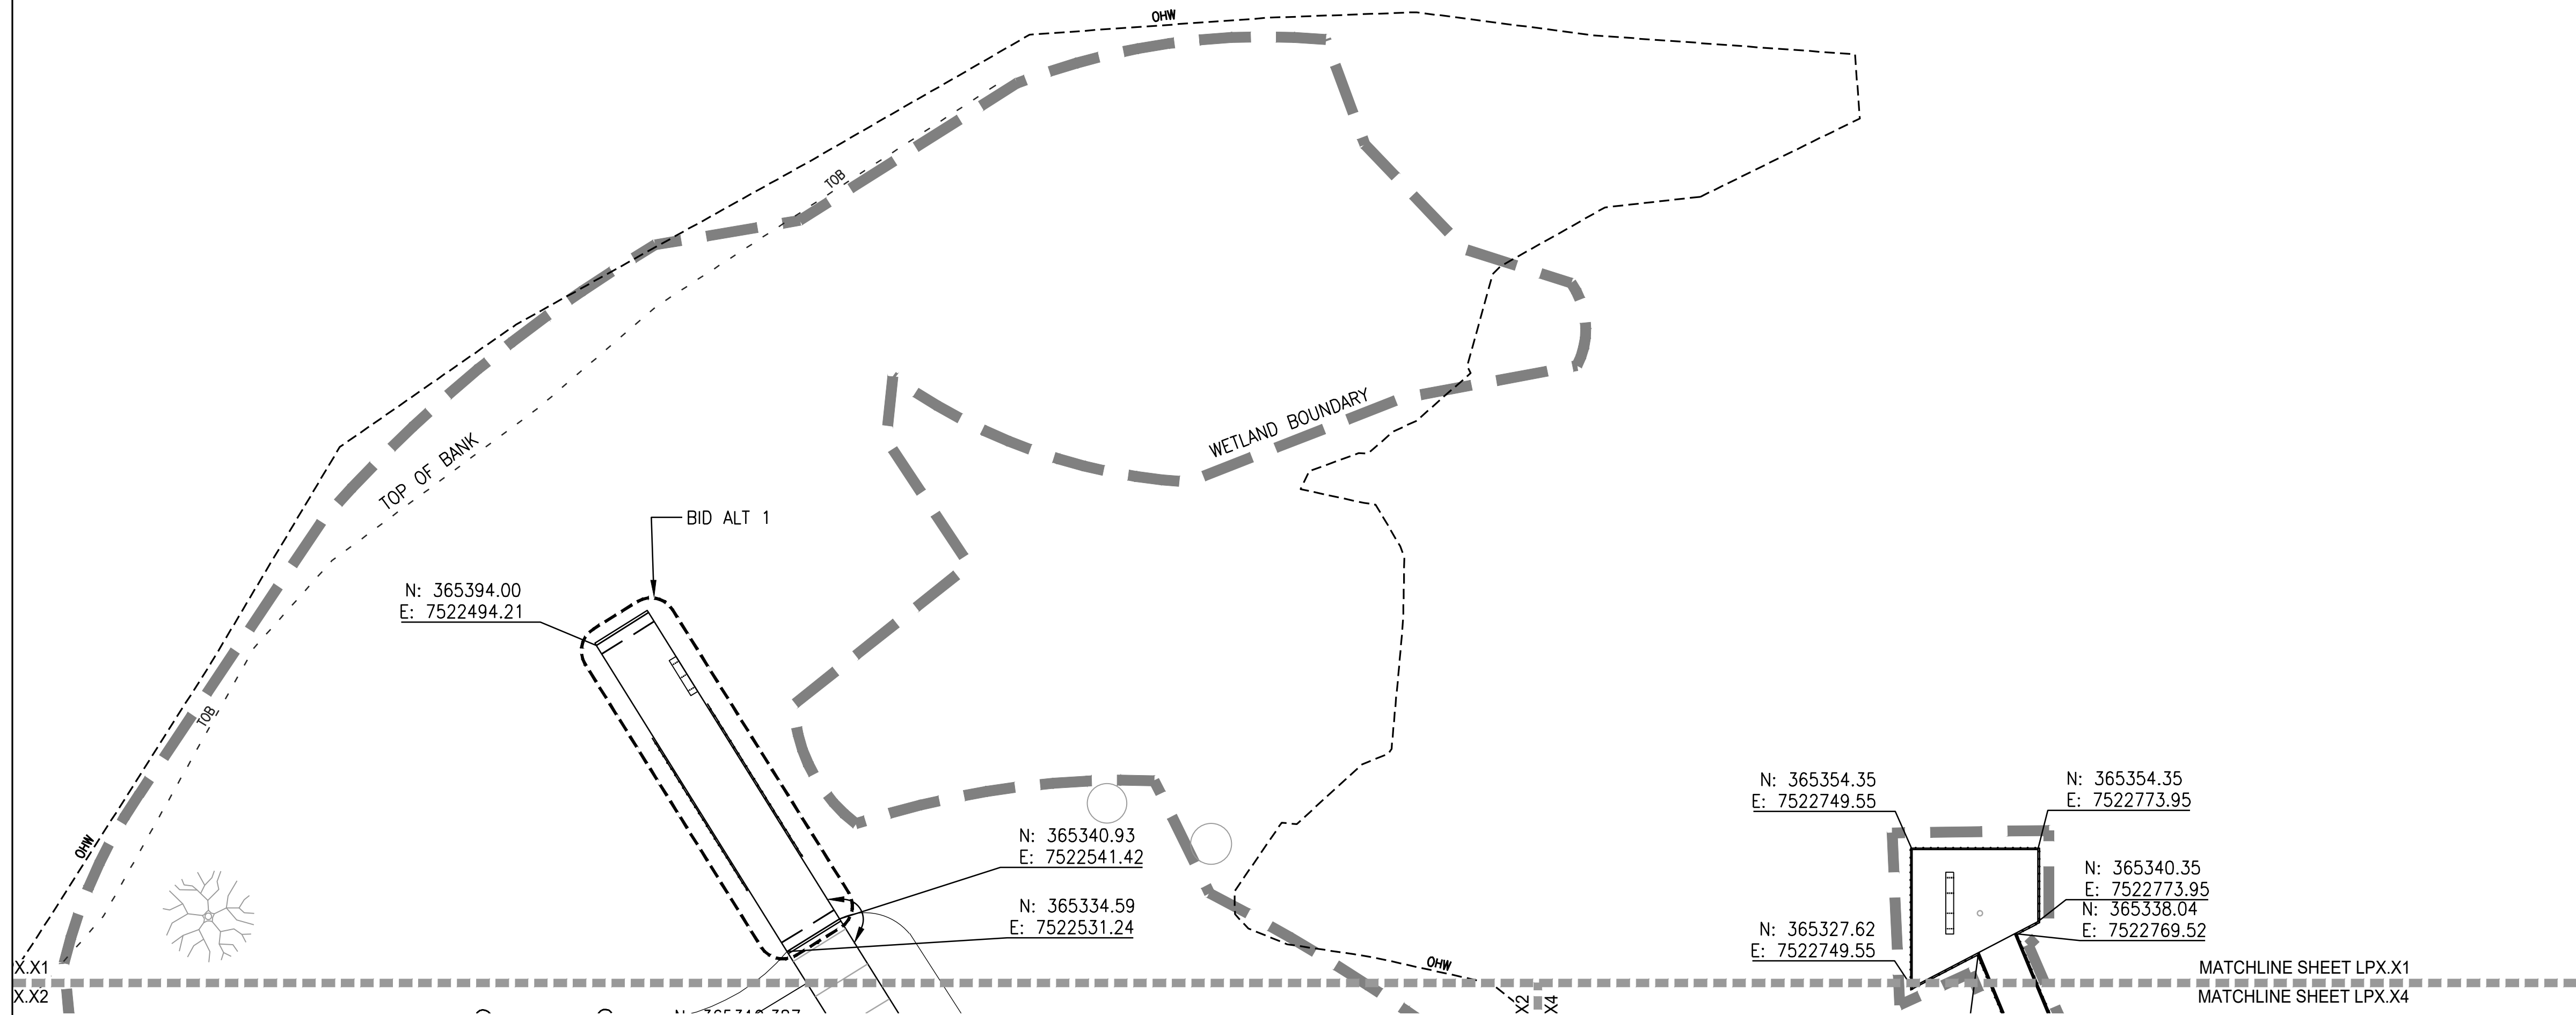 OHW
TOB
WETLAND BOUNDARY
TOP OF BANK
BID ALT 1
N: 365394.00
E: 7522494.21
TOB
N: 365354.35
E: 7522749.55
N: 365354.35
E: 7522773.95
OHW
N: 365340.93
E: 7522541.42
N: 365340.35
E: 7522773.95
N: 365334.59
E: 7522531.24
N: 365338.04
E: 7522769.52
N: 365327.62
E: 7522749.55
OHW
X.X1
MATCHLINE SHEET LPX.X1
X.X2
MATCHLINE SHEET LPX.X4
X2
X4